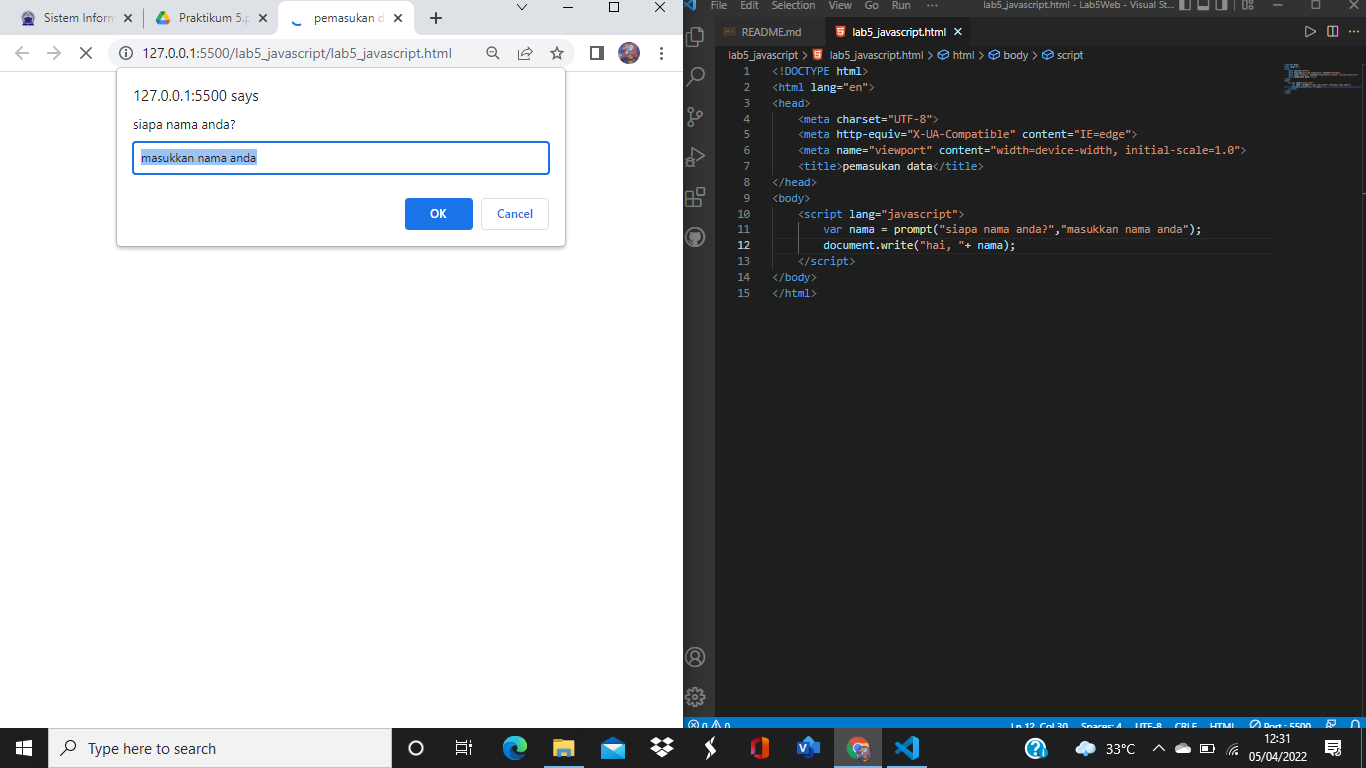 Sistem Inform
Praktikum 5.p
pemasukan d
127.0.0.1:5500/lab5_javascript/lab5_javascript.html
127.0.0.1:5500 says
siapa nama anda?
masukkan nama anda
OK
Cancel
File Edit Selection View Go Run ··· lab5_javascript.html - Lab5Web - Visual St...
README.md
lab5_javascript.html
lab5_javascript > lab5_javascript.html > html > body > script
1 <!DOCTYPE html>
2 <html lang="en">
3 <head>
4 <meta charset="UTF-8">
5 <meta http-equiv="X-UA-Compatible" content="IE=edge">
6 <meta name="viewport" content="width=device-width, initial-scale=1.0">
7 <title>pemasukan data</title>
8 </head>
9 <body>
10 <script lang="javascript">
11 var nama = prompt("siapa nama anda?","masukkan nama anda");
12 document.write("hai, "+ nama);
13 </script>
14 </body>
15 </html>
0 0 Ln 12, Col 30 Spaces: 4 UTF-8 CRLF HTML Port : 5500
Type here to search
33°C
12:31
05/04/2022